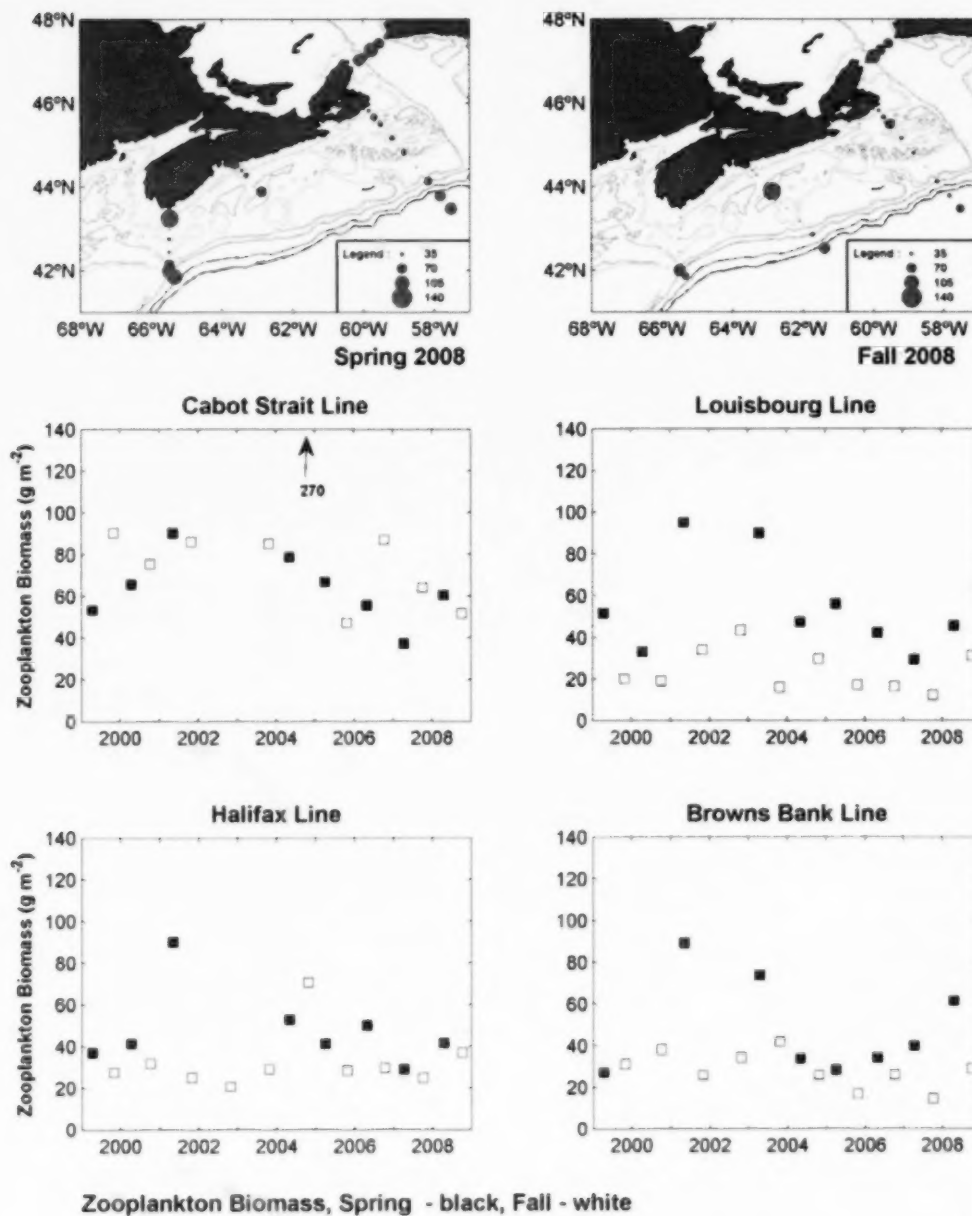 48°N
46°N
44°N
42°N
68°W 66°W 64°W 62°W 60°W 58°W
Legend :
35
70
105
140
Spring 2008
48°N
46°N
44°N
42°N
68°W 66°W 64°W 62°W 60°W 58°W
Legend :
35
70
105
140
Fall 2008
Cabot Strait Line
Zooplankton Biomass (g m-2)
140
120
100
80
60
40
20
0
270
2000 2002 2004 2006 2008
Louisbourg Line
140
120
100
80
60
40
20
0
2000 2002 2004 2006 2008
Halifax Line
Zooplankton Biomass (g m-2)
140
120
100
80
60
40
20
0
2000 2002 2004 2006 2008
Browns Bank Line
140
120
100
80
60
40
20
0
2000 2002 2004 2006 2008
Zooplankton Biomass, Spring - black, Fall - white